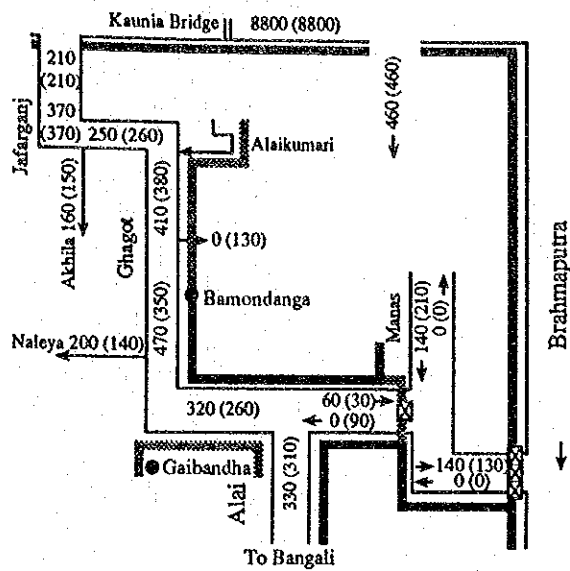 Kaunia Bridge
8800 (8800)
210
(210)
370
(370)
250 (260)
Jafarganj
460 (460)
Alaikumari
410 (380)
Akhila 160 (150)
Ghagot
0 (130)
Bamondanga
470 (350)
Naleya 200 (140)
Manas
140 (210)
0 (0)
Brahmaputra
320 (260)
60 (30)
0 (90)
Gaibandha
Alai
330 (310)
140 (130)
0 (0)
To Bangali